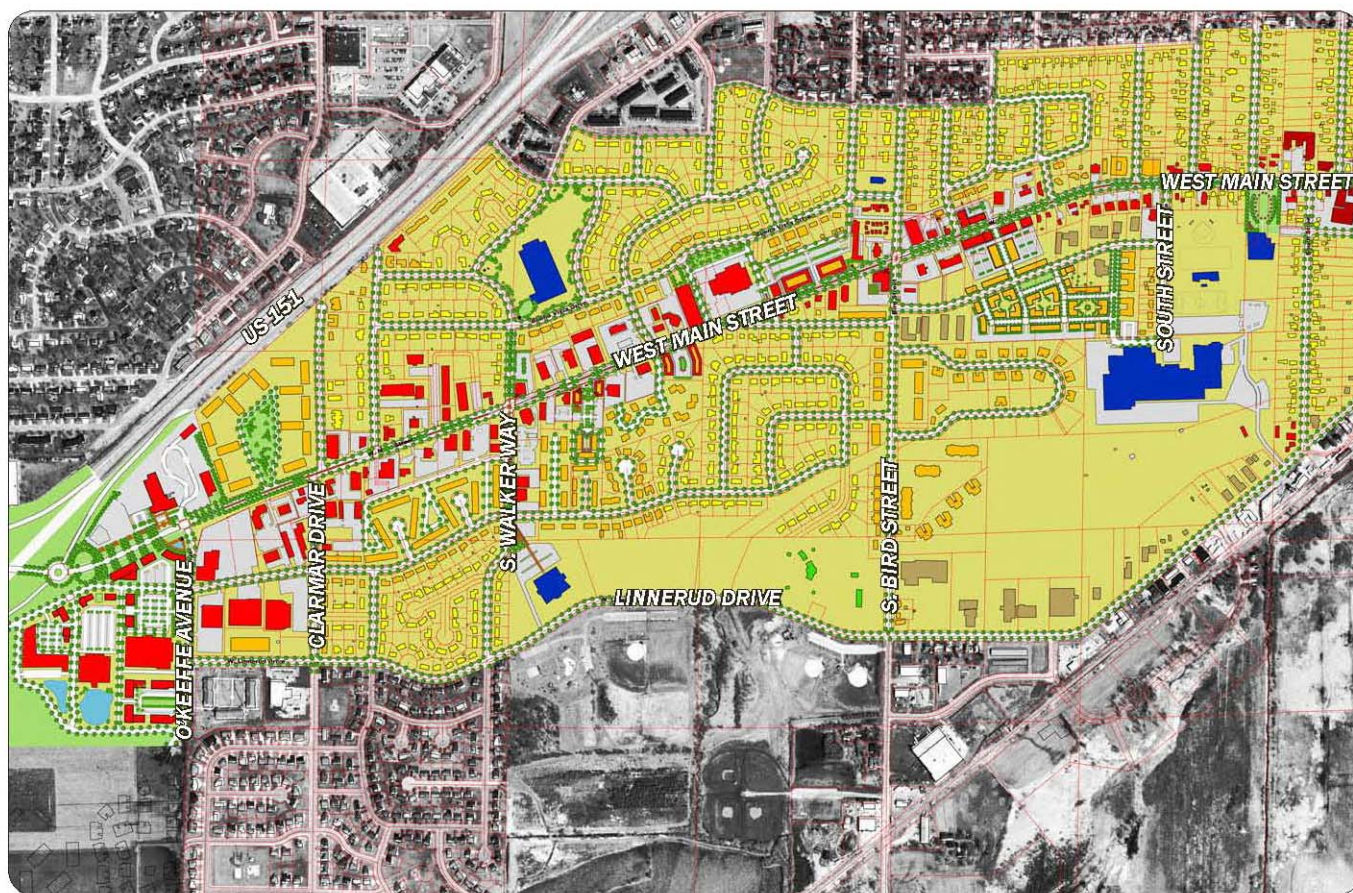 WEST MAIN STREET
SOUTH STREET
US 151
WEST MAIN STREET
S. WALKER WAY
S. BIRD STREET
CLARMAR DRIVE
LINNERUD DRIVE
O'KEEFFE AVENUE